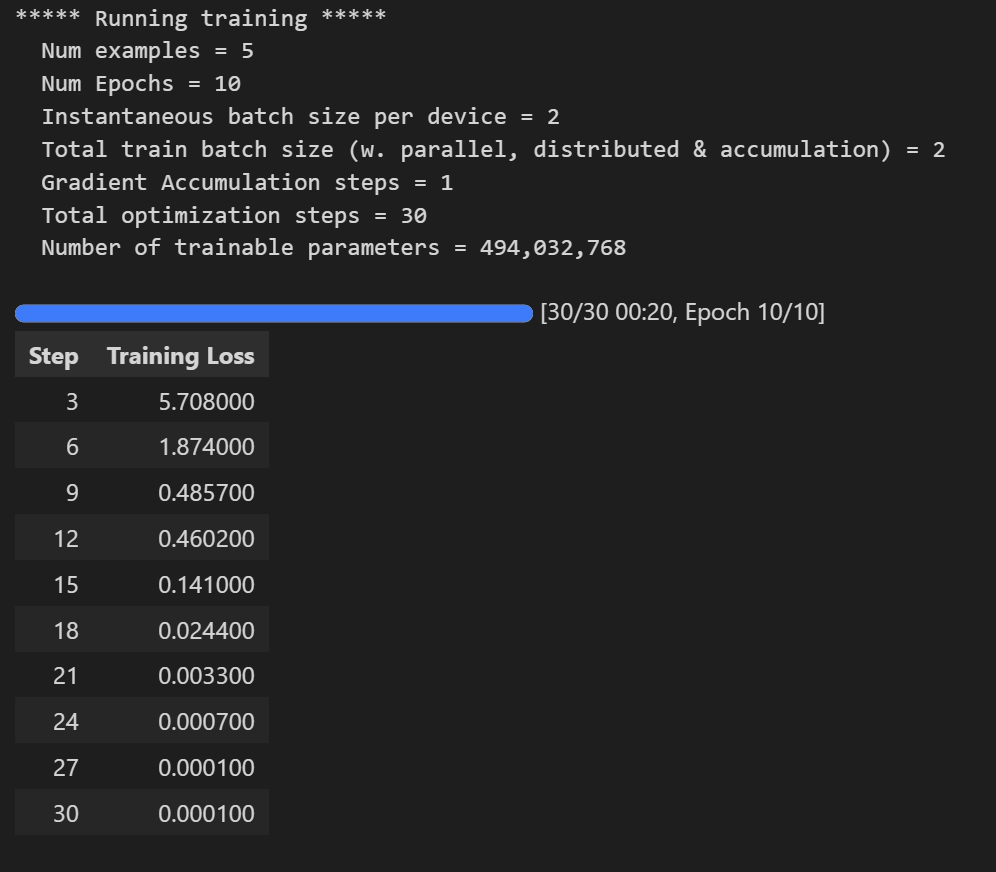 ***** Running training *****
Num examples = 5
Num Epochs = 10
Instantaneous batch size per device = 2
Total train batch size (w. parallel, distributed & accumulation) = 2
Gradient Accumulation steps = 1
Total optimization steps = 30
Number of trainable parameters = 494,032,768
[30/30 00:20, Epoch 10/10]
Step Training Loss
3 5.708000
6 1.874000
9 0.485700
12 0.460200
15 0.141000
18 0.024400
21 0.003300
24 0.000700
27 0.000100
30 0.000100